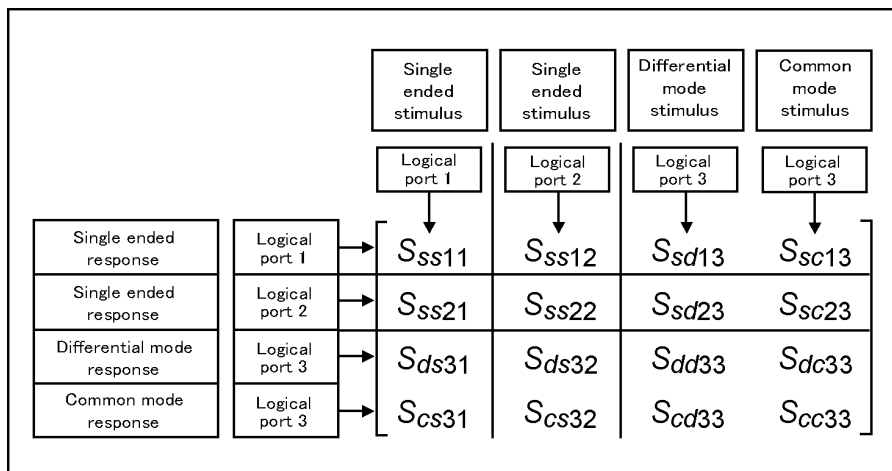 Single ended stimulus
Single ended stimulus
Differential mode stimulus
Common mode stimulus
Logical port 1
Logical port 2
Logical port 3
Logical port 3
Single ended response
Logical port 1
Sss11 Sss12 Ssd13 Ssc13
Single ended response
Logical port 2
Sss21 Sss22 Ssd23 Ssc23
Differential mode response
Logical port 3
Sds31 Sds32 Sdd33 Sdc33
Common mode response
Logical port 3
Scs31 Scs32 Scd33 Scc33